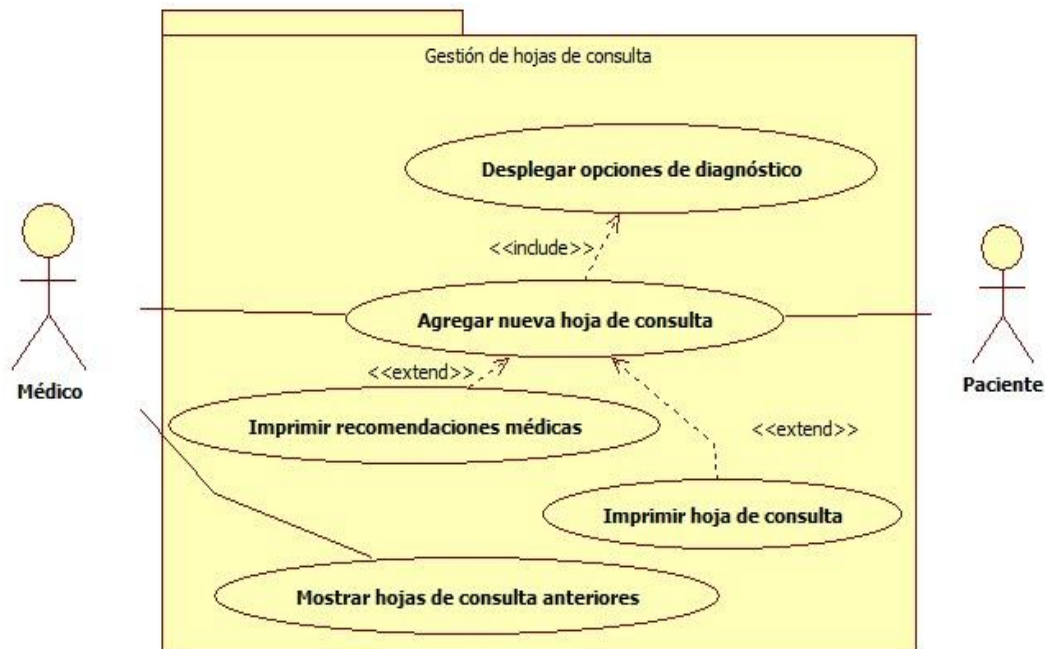 Gestión de hojas de consulta
Desplegar opciones de diagnóstico
<<include>>
Agregar nueva hoja de consulta
<<extend>>
Médico
Paciente
Imprimir recomendaciones médicas
<<extend>>
Imprimir hoja de consulta
Mostrar hojas de consulta anteriores